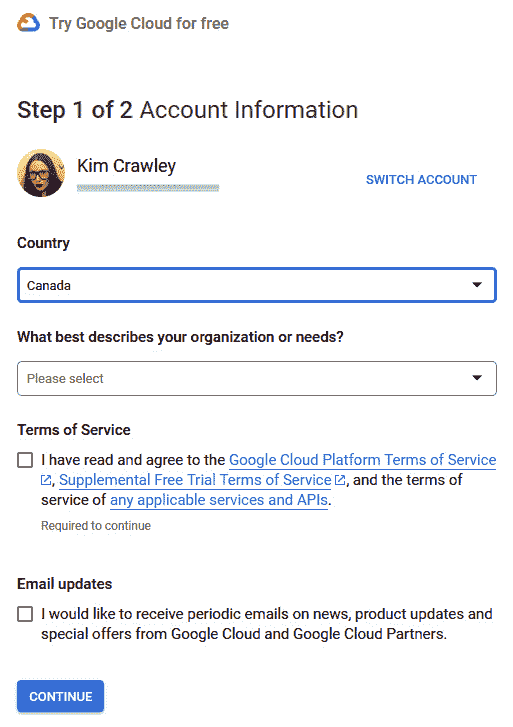 Try Google Cloud for free
Step 1 of 2 Account Information
Kim Crawley
SWITCH ACCOUNT
Country
Canada
What best describes your organization or needs?
Please select
Terms of Service
I have read and agree to the Google Cloud Platform Terms of Service
, Supplemental Free Trial Terms of Service , and the terms of
service of any applicable services and APIs.
Required to continue
Email updates
I would like to receive periodic emails on news, product updates and
special offers from Google Cloud and Google Cloud Partners.
CONTINUE